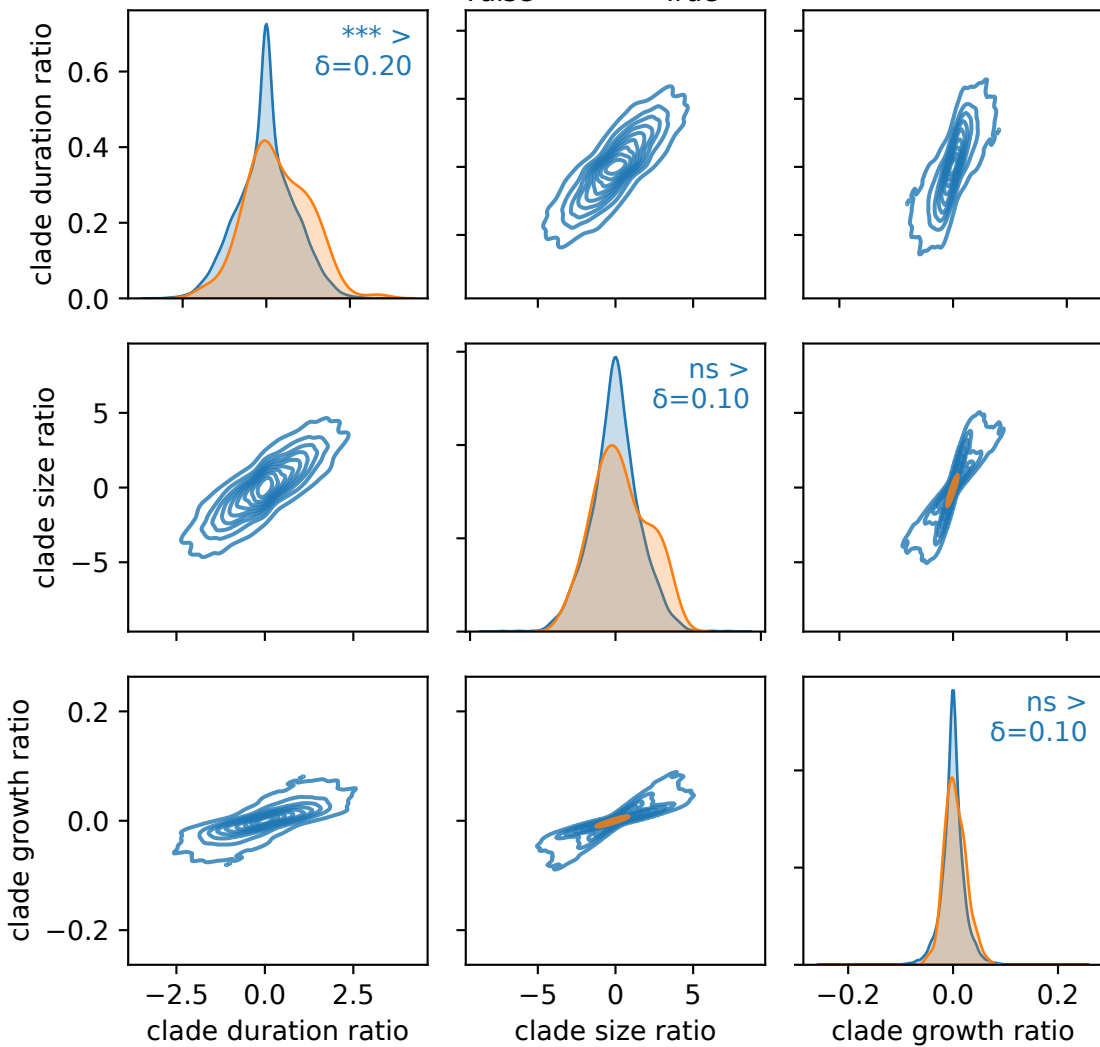 *** >
δ=0.20
clade duration ratio
0.6
0.4
0.2
0.0
ns >
δ=0.10
clade size ratio
5
0
−5
ns >
δ=0.10
clade growth ratio
0.2
0.0
−0.2
−2.5 0.0 2.5
−5 0 5
−0.2 0.0 0.2
clade duration ratio
clade size ratio
clade growth ratio